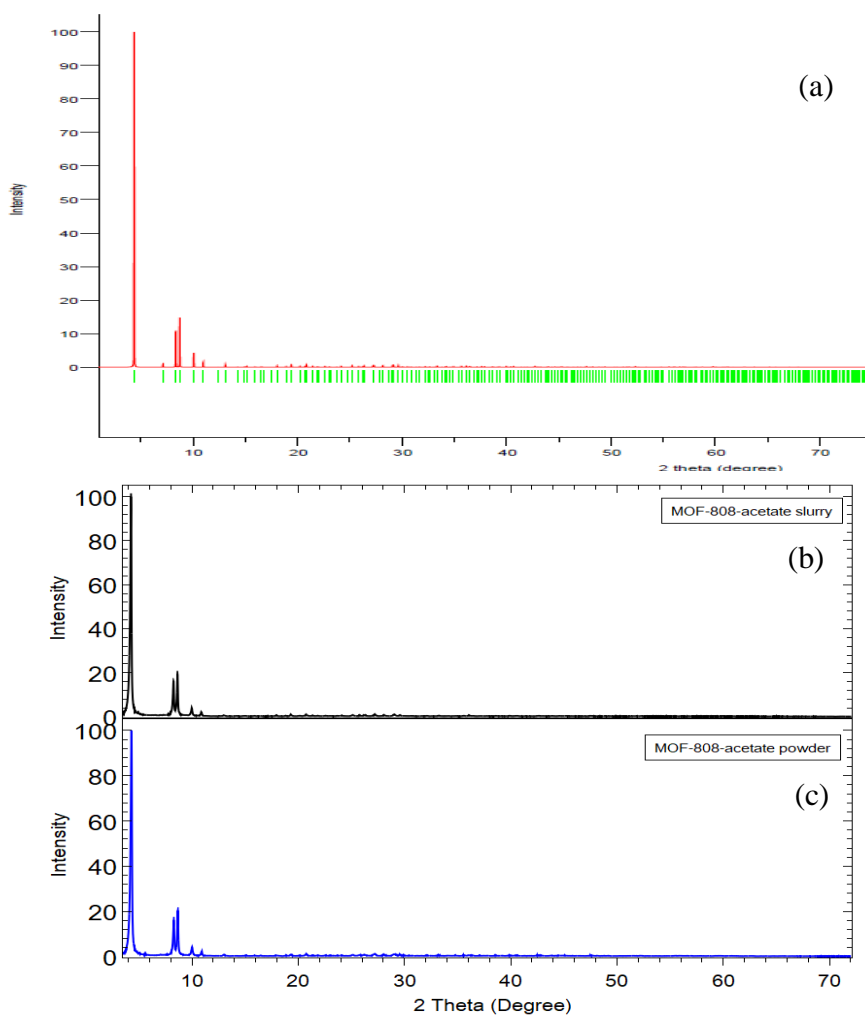 (a)
Intensity
100
90
80
70
60
50
40
30
20
10
0
10 20 30 40 50 60 70
2 theta (degree)
MOF-808-acetate slurry
(b)
Intensity
100
80
60
40
20
0
MOF-808-acetate powder
(c)
Intensity
100
80
60
40
20
0
10 20 30 40 50 60 70
2 Theta (Degree)